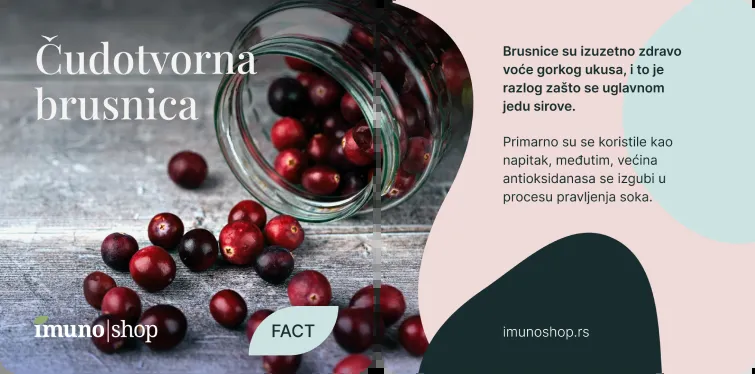 Čudotvorna
brusnica
imuno|shop
FACT
Brusnice su izuzetno zdravo
voće gorkog ukusa, i to je
razlog zašto se uglavnom
jedu sirove.
Primarno su se koristile kao
napitak, međutim, većina
antioksidanasa se izgubi u
procesu pravljenja soka.
imunoshop.rs